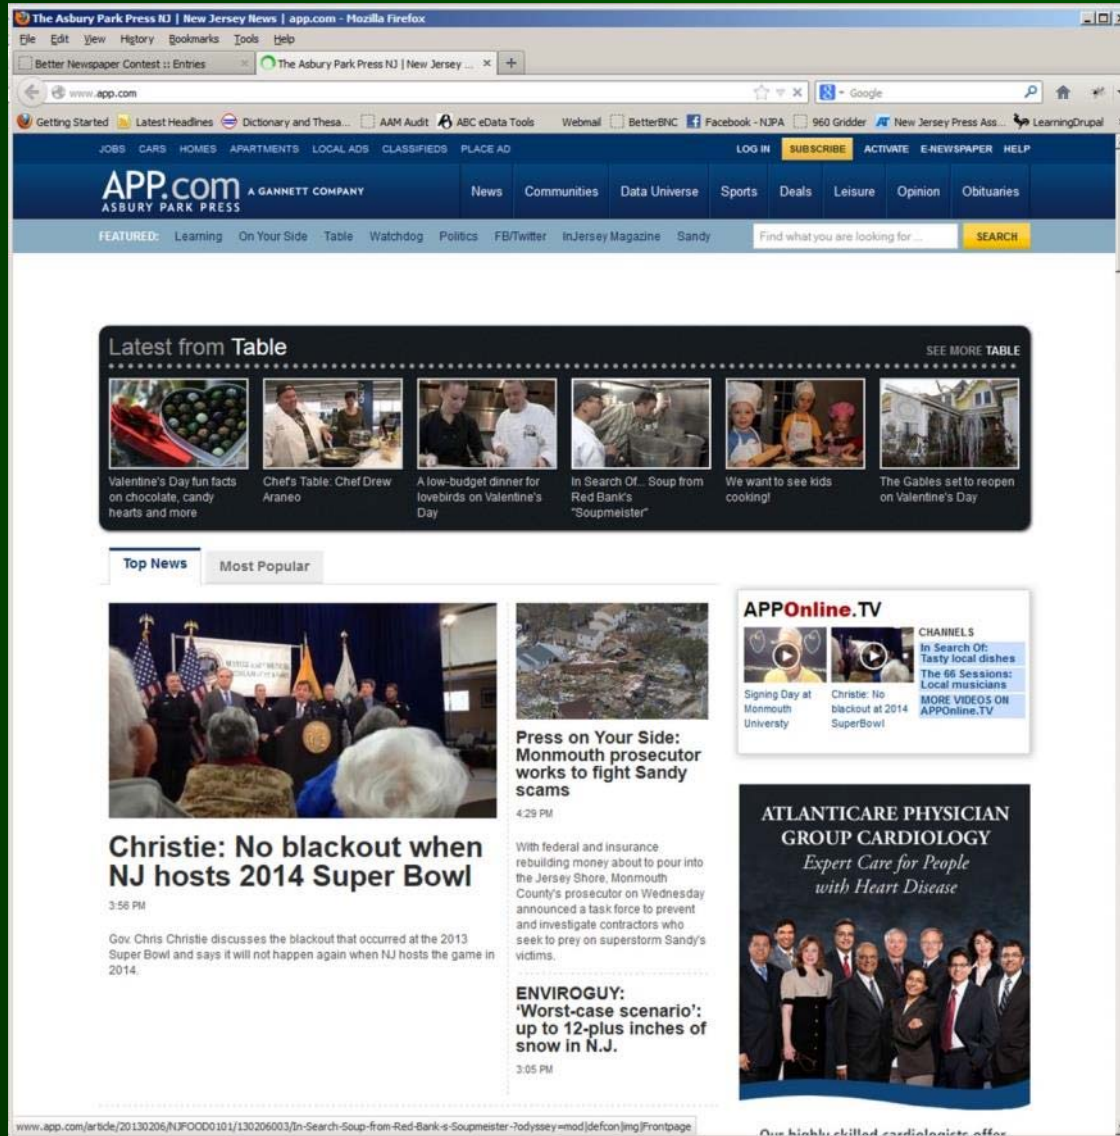 The Asbury Park Press NJ | New Jersey News | app.com - Mozilla Firefox
File Edit View History Bookmarks Tools Help
Better Newspaper Contest :: Entries × The Asbury Park Press NJ | New Jersey ... × +
www.app.com Google
Getting Started Latest Headlines Dictionary and Thesa... AAM Audit ABC eData Tools Webmail BetterBNC Facebook - NJPA 960 Gridder New Jersey Press Ass... LearningDrupal
JOBS CARS HOMES APARTMENTS LOCAL ADS CLASSIFIEDS PLACE AD LOG IN SUBSCRIBE ACTIVATE E-NEWSPAPER HELP
APP.com A GANNETT COMPANY News Communities Data Universe Sports Deals Leisure Opinion Obituaries
ASBURY PARK PRESS
FEATURED: Learning On Your Side Table Watchdog Politics FB/Twitter InJersey Magazine Sandy Find what you are looking for ... SEARCH
Latest from Table SEE MORE TABLE
Valentine's Day fun facts
on chocolate, candy
hearts and more
Chef's Table: Chef Drew
Araneo
A low-budget dinner for
lovebirds on Valentine's
Day
In Search Of... Soup from
Red Bank's
"Soupmeister"
We want to see kids
cooking!
The Gables set to reopen
on Valentine's Day
Top News Most Popular
Christie: No blackout when
NJ hosts 2014 Super Bowl
3:56 PM
Gov. Chris Christie discusses the blackout that occurred at the 2013
Super Bowl and says it will not happen again when NJ hosts the game in
2014.
Press on Your Side:
Monmouth prosecutor
works to fight Sandy
scams
4:29 PM
With federal and insurance
rebuilding money about to pour into
the Jersey Shore, Monmouth
County's prosecutor on Wednesday
announced a task force to prevent
and investigate contractors who
seek to prey on superstorm Sandy's
victims.
ENVIROGUY:
'Worst-case scenario':
up to 12-plus inches of
snow in N.J.
3:05 PM
APPOnline.TV
Signing Day at
Monmouth
University
Christie: No
blackout at 2014
SuperBowl
CHANNELS
In Search Of:
Tasty local dishes
The 66 Sessions:
Local musicians
MORE VIDEOS ON
APPOnline.TV
ATLANTICARE PHYSICIAN
GROUP CARDIOLOGY
Expert Care for People
with Heart Disease
Our highly skilled cardiologists offer
www.app.com/article/20130206/NJFOOD0101/130206003/In-Search-Soup-from-Red-Bank-s-Soupmeister-?odyssey=mod|defcon|img|Frontpage